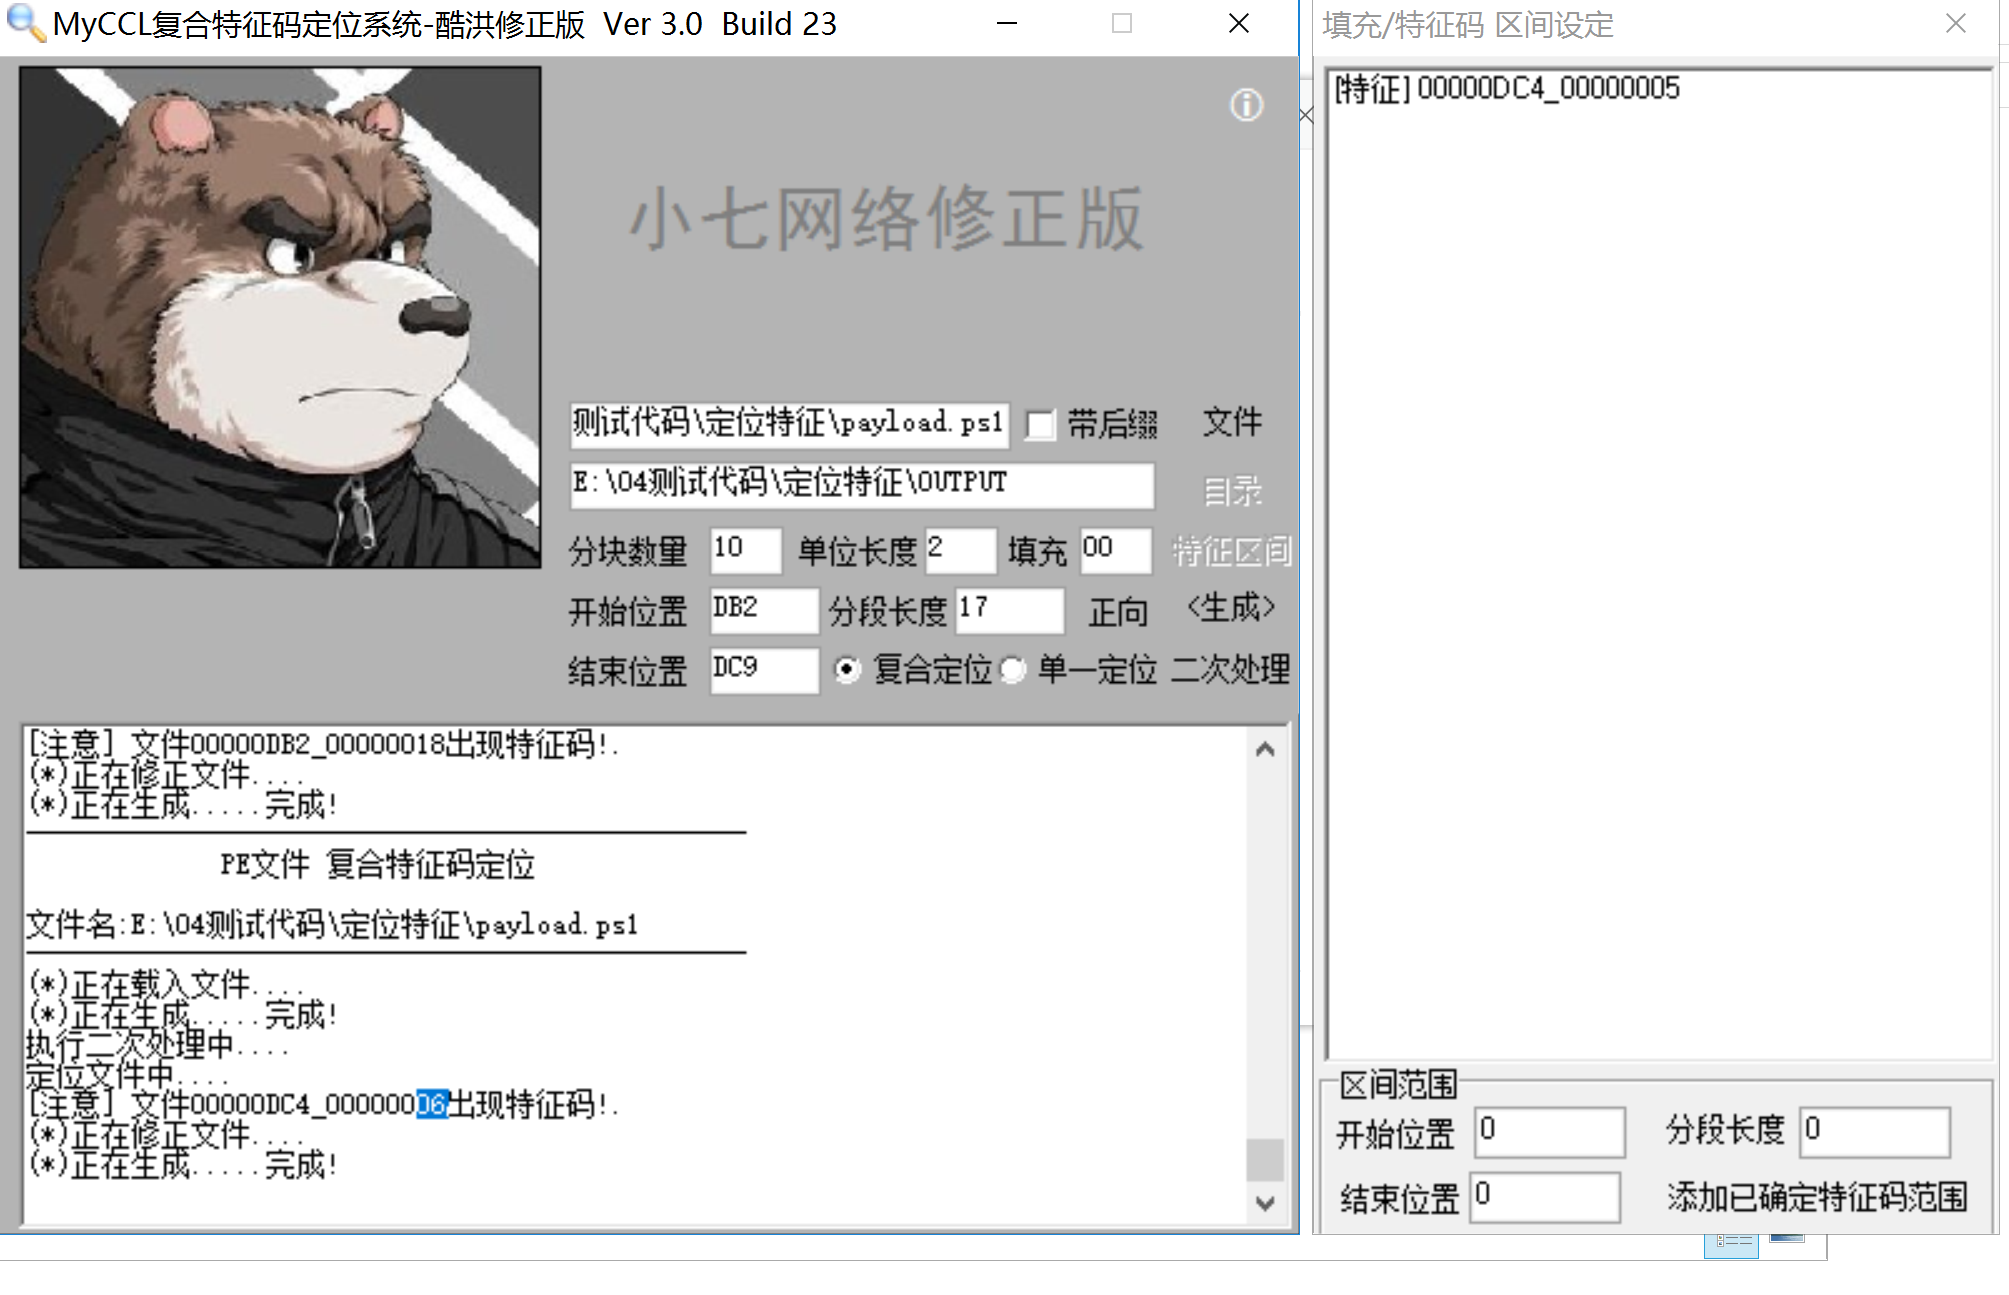 MyCCL复合特征码定位系统-酷洪修正版 Ver 3.0 Build 23
小七网络修正版
测试代码\定位特征\payload.ps1 带后缀 文件
E:\04测试代码\定位特征\OUTPUT 目录
分块数量 10 单位长度 2 填充 00 特征区间
开始位置 DB2 分段长度 17 正向 <生成>
结束位置 DC9 复合定位 单一定位 二次处理
[注意] 文件00000DB2_00000018出现特征码!.
(*)正在修正文件....
(*)正在生成.....完成!
PE文件 复合特征码定位
文件名:E:\04测试代码\定位特征\payload.ps1
(*)正在载入文件....
(*)正在生成.....完成!
执行二次处理中....
定位文件中....
[注意] 文件00000DC4_00000006出现特征码!.
(*)正在修正文件....
(*)正在生成.....完成!
填充/特征码 区间设定
[特征]00000DC4_00000005
区间范围
开始位置 0 分段长度 0
结束位置 0 添加已确定特征码范围